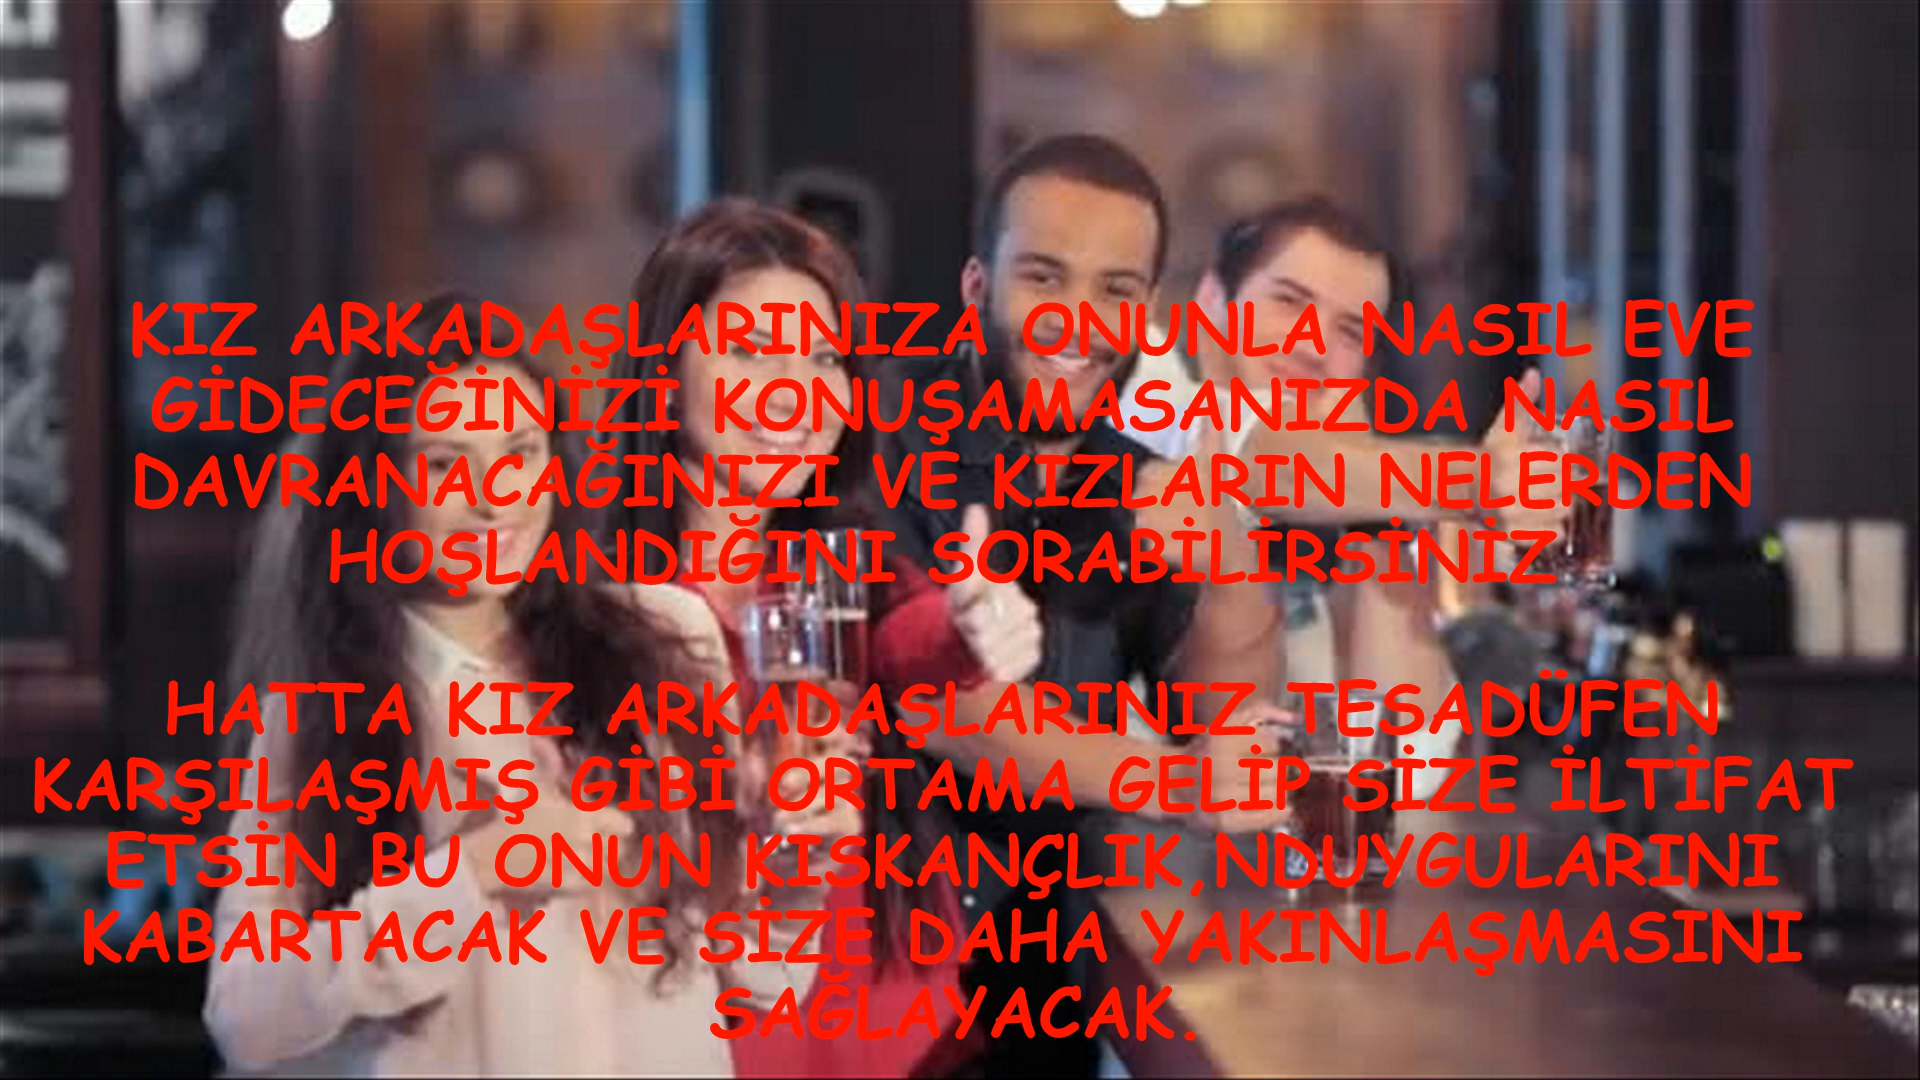 KIZ ARKADAŞLARINIZA ONUNLA NASIL EVE
GİDECEĞİNİZİ KONUŞAMASANIZDA NASIL
DAVRANACAĞINIZI VE KIZLARIN NELERDEN
HOŞLANDIĞINI SORABİLİRSİNİZ
HATTA KIZ ARKADAŞLARINIZ TESADÜFEN
KARŞILAŞMIŞ GİBİ ORTAMA GELİP SİZE İLTİFAT
ETSİN BU ONUN KISKANÇLIK,NDUYGULARINI
KABARTACAK VE SİZE DAHA YAKINLAŞMASINI
SAĞLAYACAK.